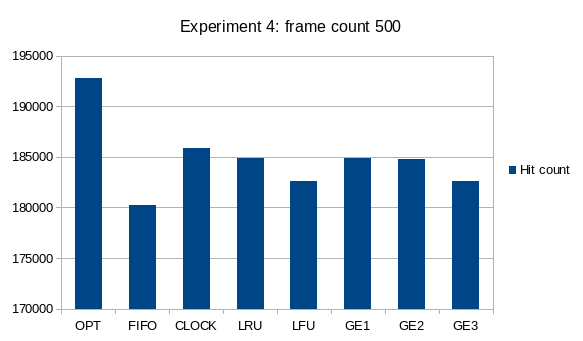 Experiment 4: frame count 500
195000
190000
185000
180000
175000
170000
Hit count
OPT FIFO CLOCK LRU LFU GE1 GE2 GE3